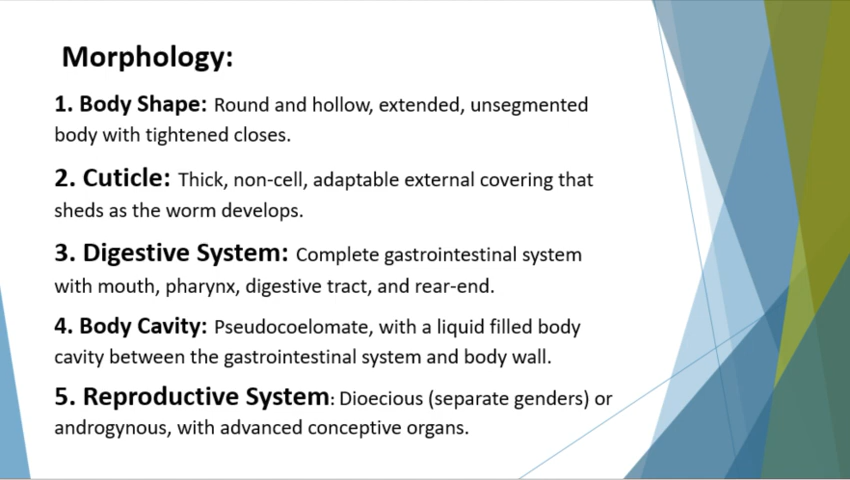 Morphology:
1. Body Shape: Round and hollow, extended, unsegmented
body with tightened closes.
2. Cuticle: Thick, non-cell, adaptable external covering that
sheds as the worm develops.
3. Digestive System: Complete gastrointestinal system
with mouth, pharynx, digestive tract, and rear-end.
4. Body Cavity: Pseudocoelomate, with a liquid filled body
cavity between the gastrointestinal system and body wall.
5. Reproductive System: Dioecious (separate genders) or
androgynous, with advanced conceptive organs.